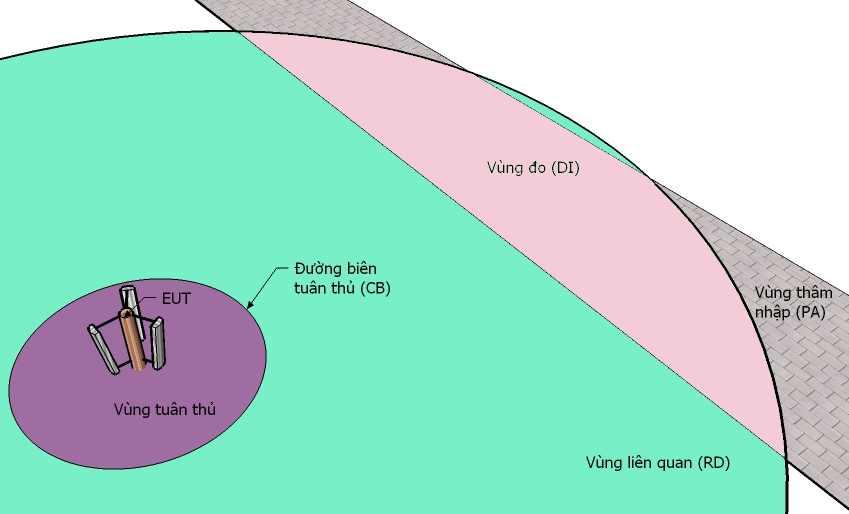 Vùng đo (DI)
Đường biên
tuân thủ (CB)
EUT
Vùng thâm
nhập (PA)
Vùng tuân thủ
Vùng liên quan (RD)